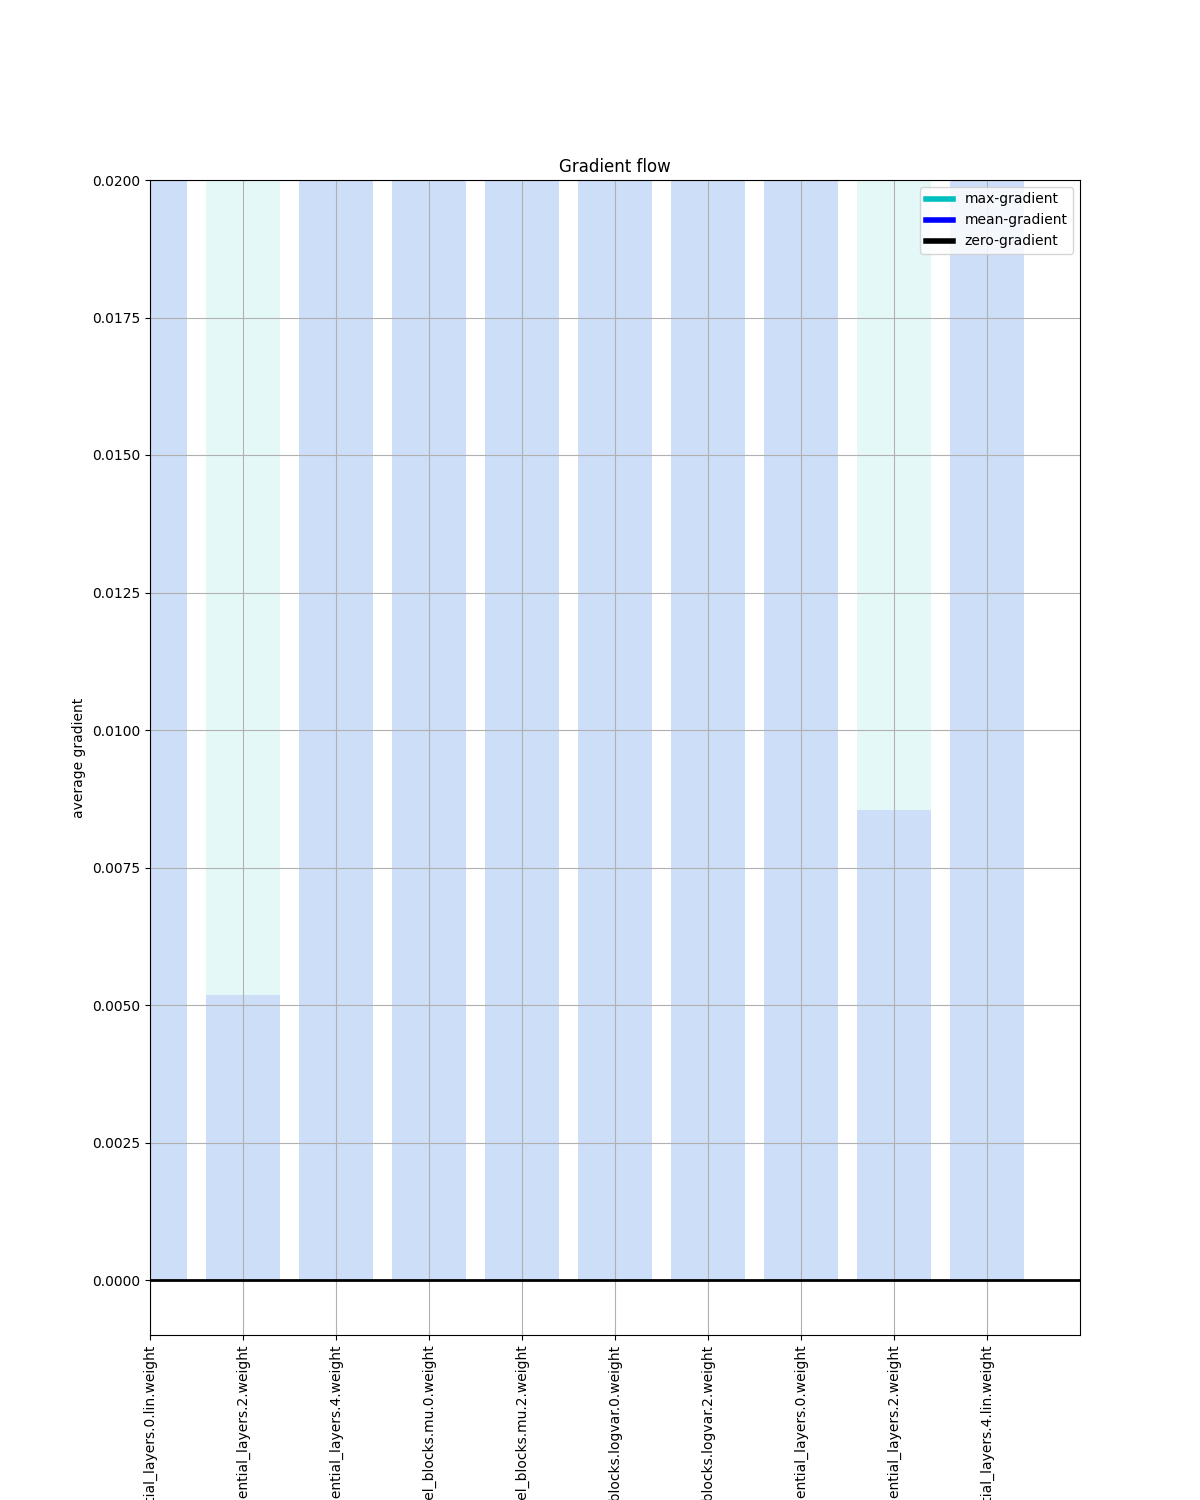 Gradient flow
max-gradient
mean-gradient
zero-gradient
0.0200
0.0175
0.0150
0.0125
0.0100
0.0075
0.0050
0.0025
0.0000
average gradient
tial_layers.0.lin.weight
ential_layers.2.weight
ential_layers.4.weight
el_blocks.mu.0.weight
el_blocks.mu.2.weight
blocks.logvar.0.weight
blocks.logvar.2.weight
ential_layers.0.weight
ential_layers.2.weight
tial_layers.4.lin.weight